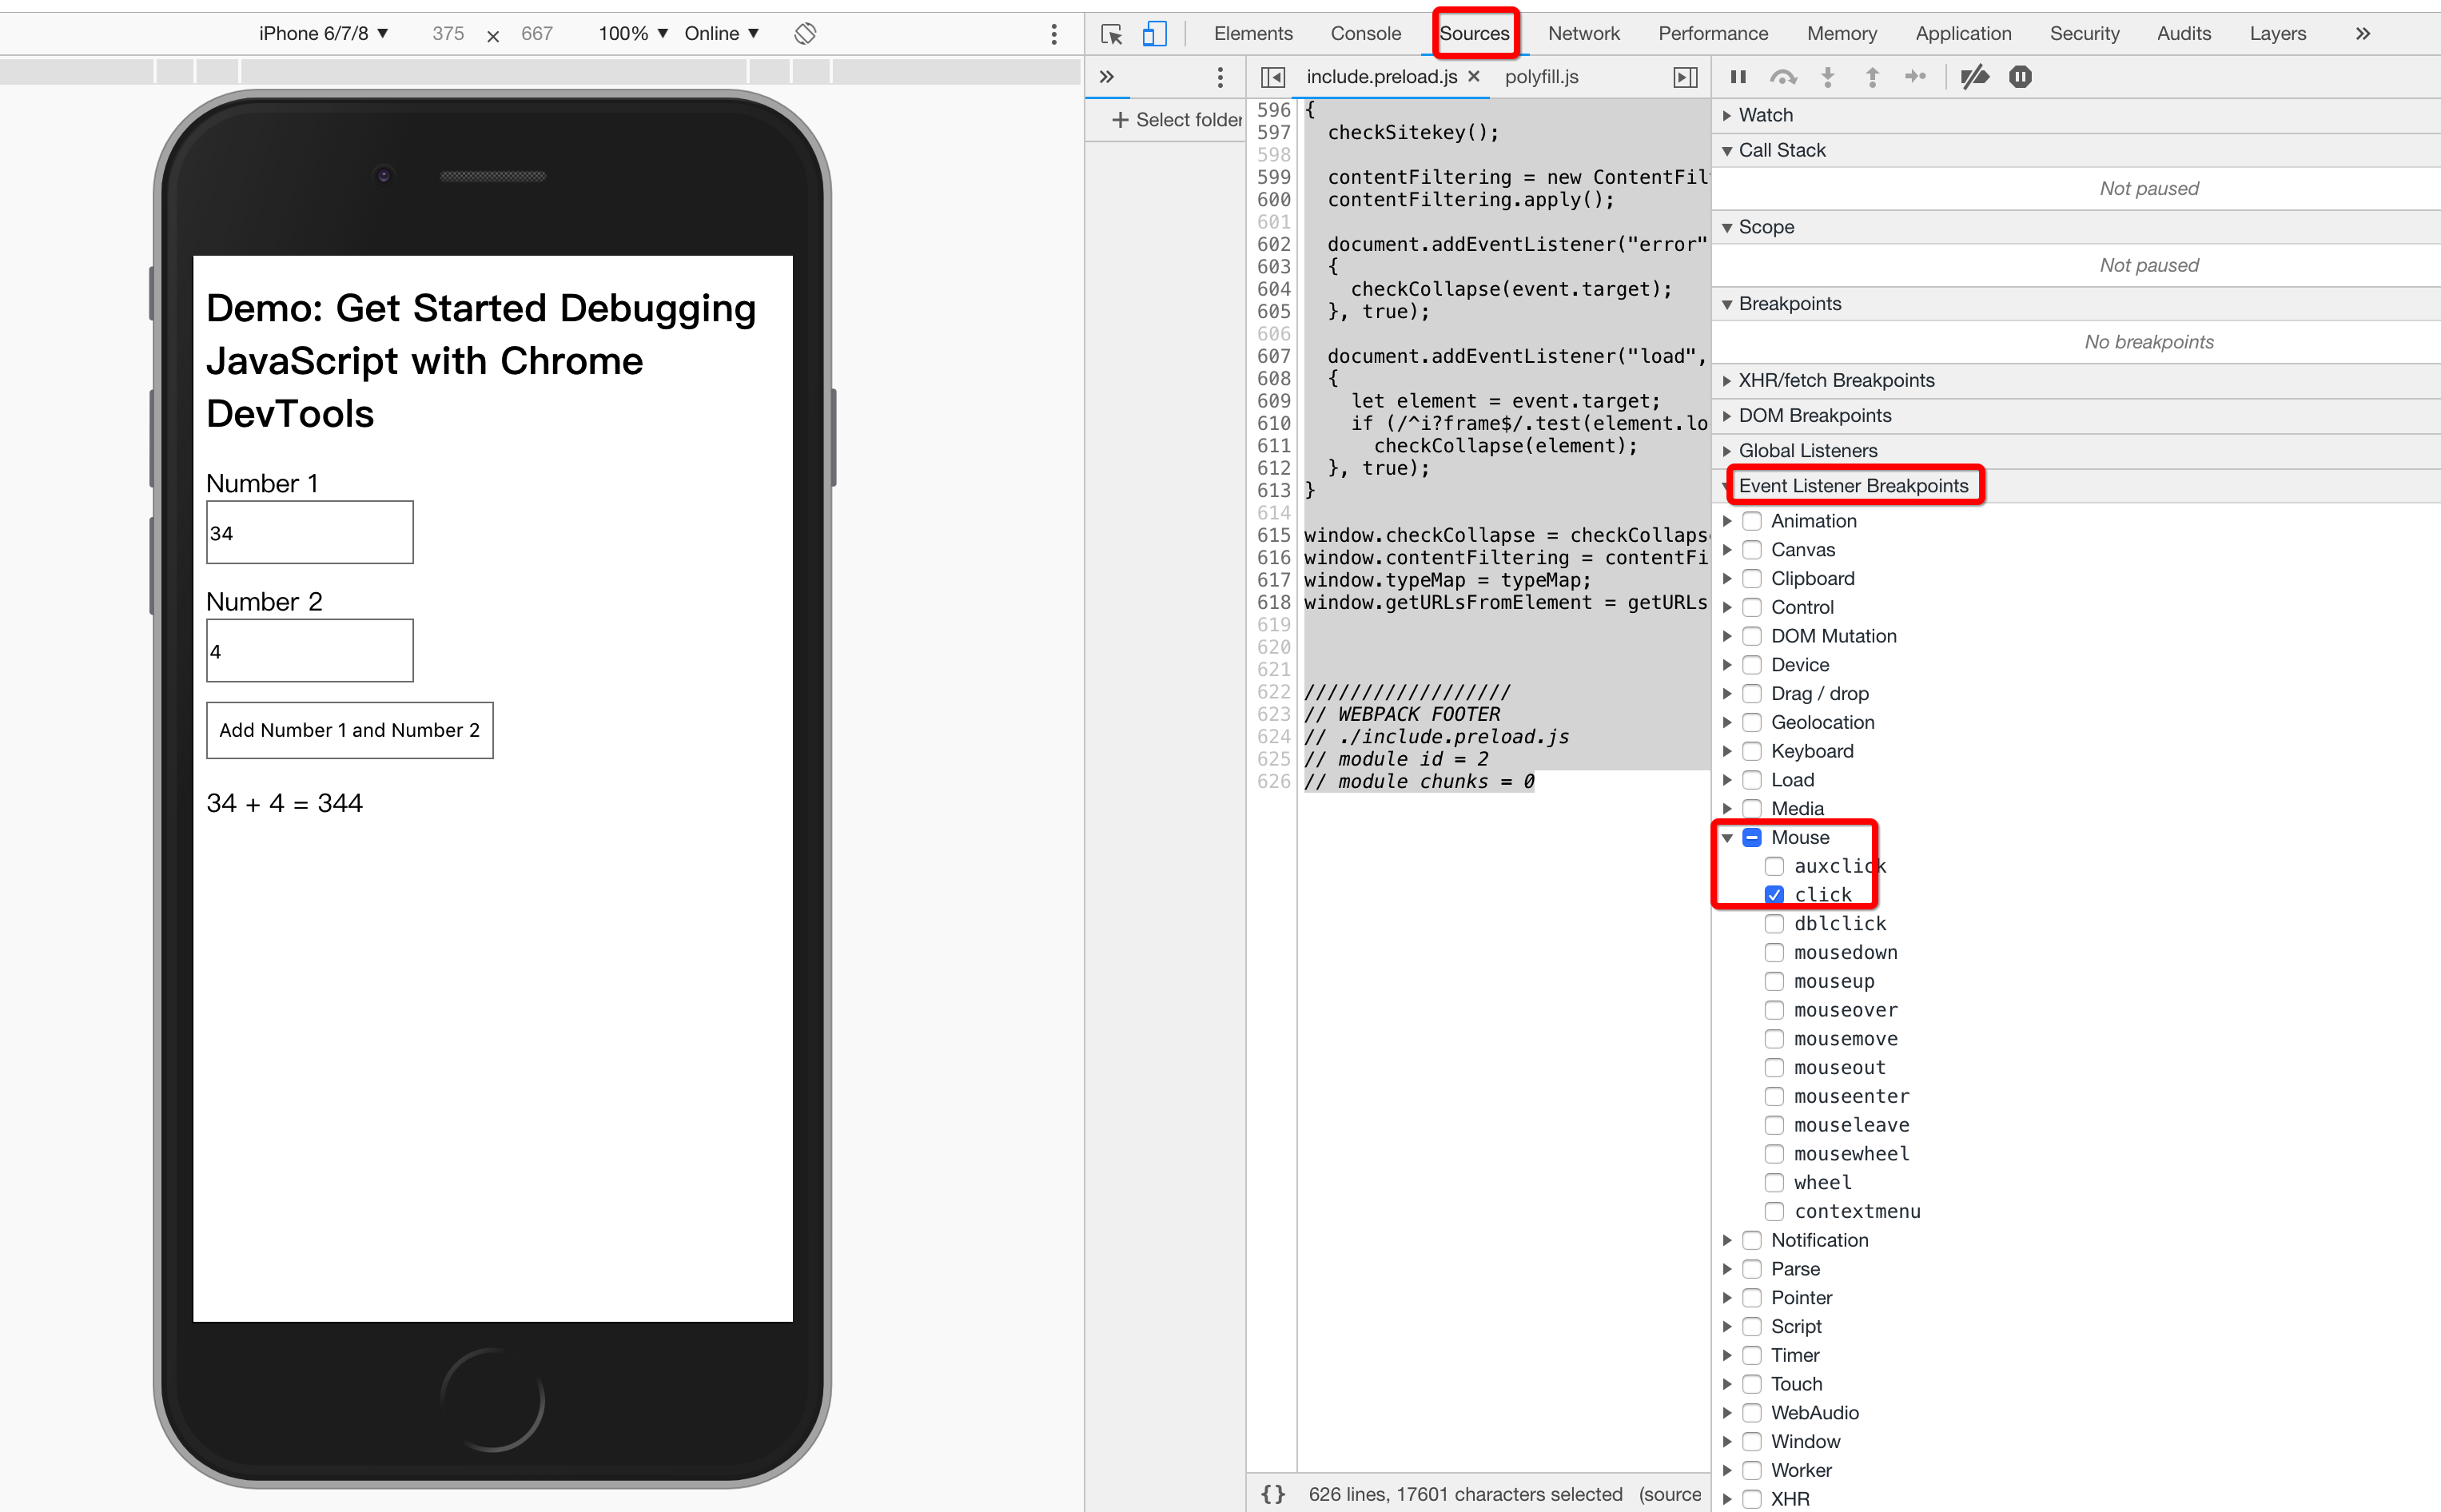 iPhone 6/7/8 ▼ 375 × 667 100% ▼ Online ▼
Elements Console Sources Network Performance Memory Application Security Audits Layers »
Demo: Get Started Debugging
JavaScript with Chrome
DevTools
Number 1
34
Number 2
4
Add Number 1 and Number 2
34 + 4 = 344
»
+ Select folder
include.preload.js × polyfill.js
596 {
597 checkSitekey();
598
599 contentFiltering = new ContentFil
600 contentFiltering.apply();
601
602 document.addEventListener("error"
603 {
604 checkCollapse(event.target);
605 }, true);
606
607 document.addEventListener("load",
608 {
609 let element = event.target;
610 if (/^i?frame$/.test(element.lo
611 checkCollapse(element);
612 }, true);
613 }
614
615 window.checkCollapse = checkCollaps
616 window.contentFiltering = contentFi
617 window.typeMap = typeMap;
618 window.getURLsFromElement = getURLs
619
620
621
622 //////////////////
623 // WEBPACK FOOTER
624 // ./include.preload.js
625 // module id = 2
626 // module chunks = 0
{} 626 lines, 17601 characters selected (source
Watch
Call Stack
Not paused
Scope
Not paused
Breakpoints
No breakpoints
XHR/fetch Breakpoints
DOM Breakpoints
Global Listeners
Event Listener Breakpoints
Animation
Canvas
Clipboard
Control
DOM Mutation
Device
Drag / drop
Geolocation
Keyboard
Load
Media
Mouse
auxclick
click
dblclick
mousedown
mouseup
mouseover
mousemove
mouseout
mouseenter
mouseleave
mousewheel
wheel
contextmenu
Notification
Parse
Pointer
Script
Timer
Touch
WebAudio
Window
Worker
XHR